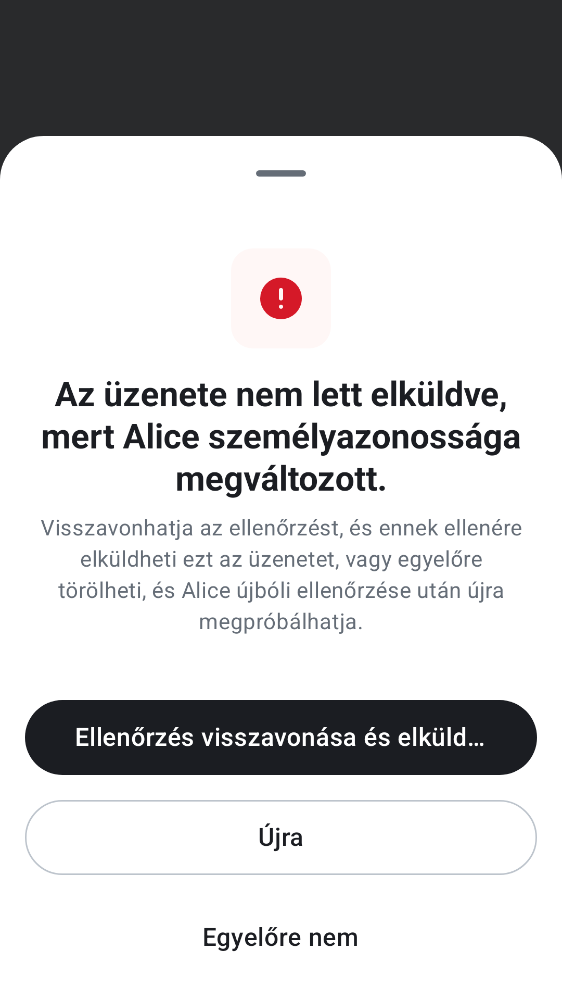 Az üzenete nem lett elküldve,
mert Alice személyazonossága
megváltozott.
Visszavonhatja az ellenőrzést, és ennek ellenére
elküldheti ezt az üzenetet, vagy egyelőre
törölheti, és Alice újbóli ellenőrzése után újra
megpróbálhatja.
Ellenőrzés visszavonása és elküld...
Újra
Egyelőre nem